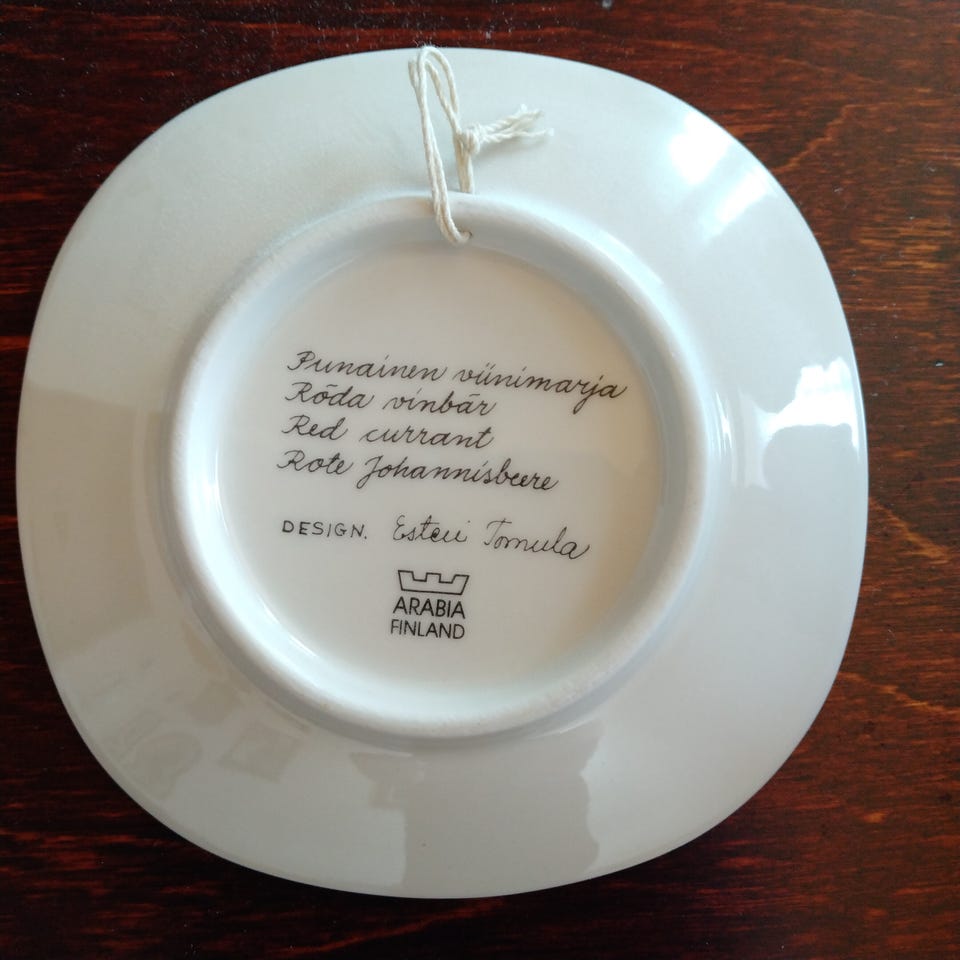 Punainen viinimarja
Röda vinbär
Red currant
Rote Johannisbeere
DESIGN. Esteri Tomula
ARABIA
FINLAND